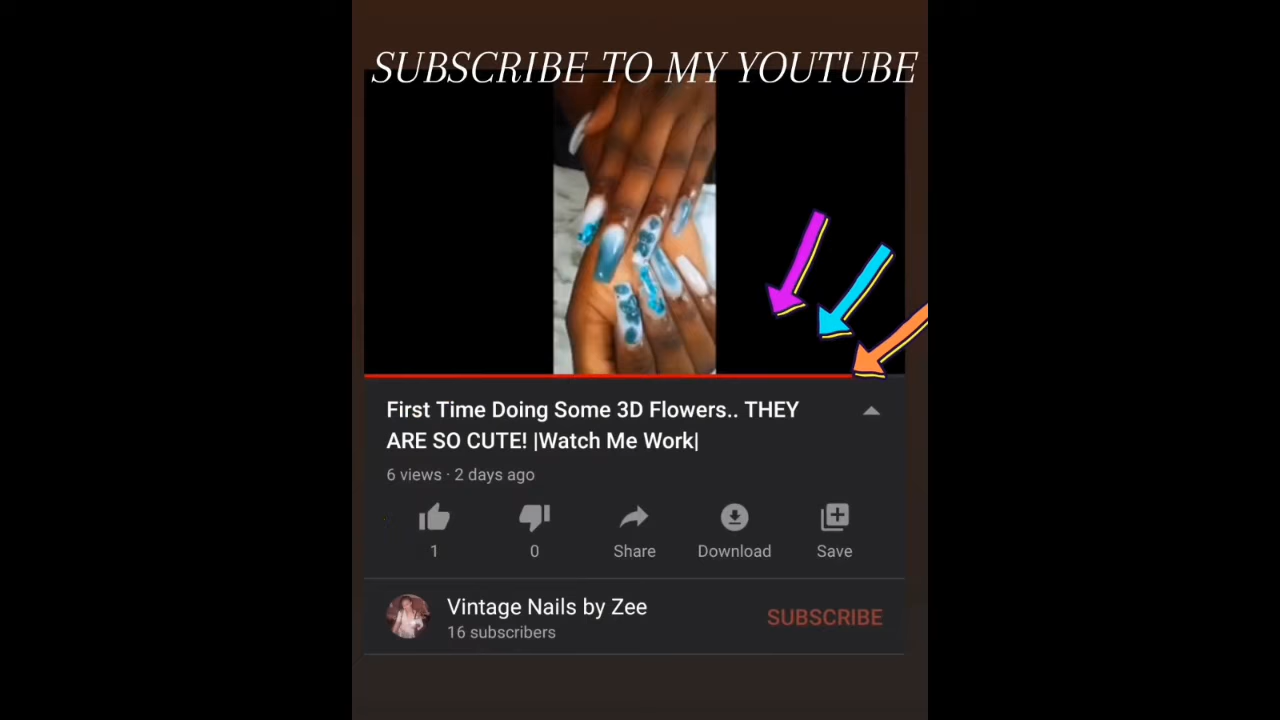 SUBSCRIBE TO MY YOUTUBE
First Time Doing Some 3D Flowers.. THEY
ARE SO CUTE! |Watch Me Work|
6 views · 2 days ago
1
0
Share
Download
Save
Vintage Nails by Zee
16 subscribers
SUBSCRIBE